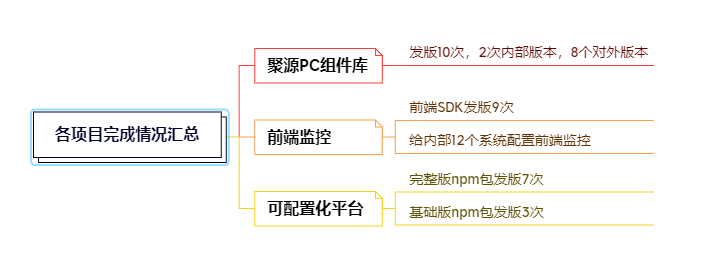 各项目完成情况汇总
聚源PC组件库
发版10次，2次内部版本，8个对外版本
前端监控
前端SDK发版9次
给内部12个系统配置前端监控
可配置化平台
完整版npm包发版7次
基础版npm包发版3次